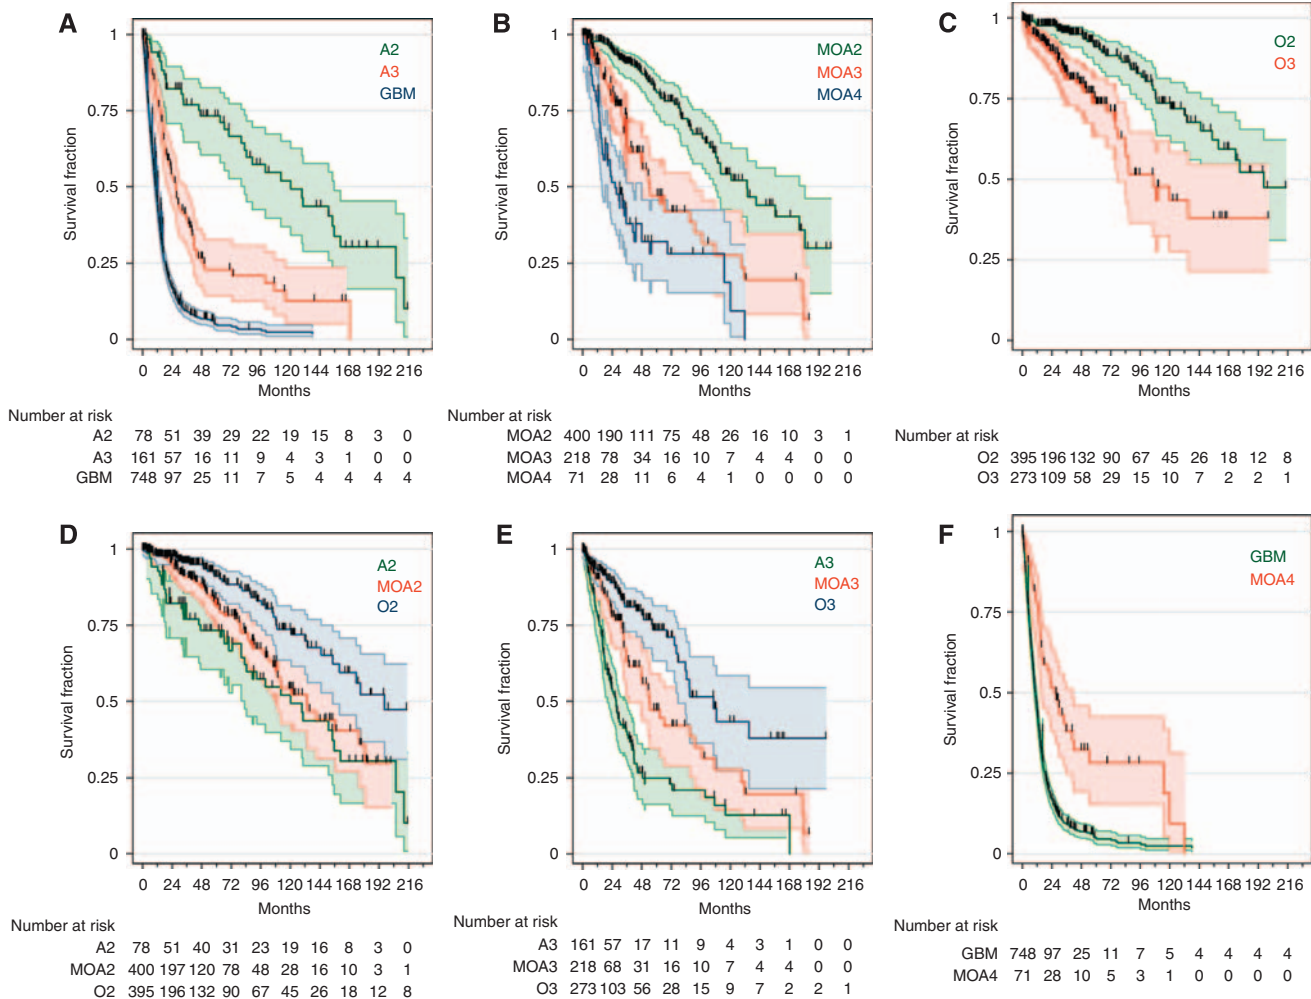 A
A2
A3
GBM
1
0.75
0.5
0.25
0
Survival fraction
0 24 48 72 96 120 144 168 192 216
Months
Number at risk
A2 78 51 39 29 22 19 15 8 3 0
A3 161 57 16 11 9 4 3 1 0 0
GBM 748 97 25 11 7 5 4 4 4 4
B
MOA2
MOA3
MOA4
1
0.75
0.5
0.25
0
Survival fraction
0 24 48 72 96 120 144 168 192 216
Months
Number at risk
MOA2 400 190 111 75 48 26 16 10 3 1
MOA3 218 78 34 16 10 7 4 4 0 0
MOA4 71 28 11 6 4 1 0 0 0 0
C
O2
O3
1
0.75
0.5
0.25
0
Survival fraction
0 24 48 72 96 120 144 168 192 216
Months
Number at risk
O2 395 196 132 90 67 45 26 18 12 8
O3 273 109 58 29 15 10 7 2 2 1
D
A2
MOA2
O2
1
0.75
0.5
0.25
0
Survival fraction
0 24 48 72 96 120 144 168 192 216
Months
Number at risk
A2 78 51 40 31 23 19 16 8 3 0
MOA2 400 197 120 78 48 28 16 10 3 1
O2 395 196 132 90 67 45 26 18 12 8
E
A3
MOA3
O3
1
0.75
0.5
0.25
0
Survival fraction
0 24 48 72 96 120 144 168 192 216
Months
Number at risk
A3 161 57 17 11 9 4 3 1 0 0
MOA3 218 68 31 16 10 7 4 4 0 0
O3 273 103 56 28 15 9 7 2 2 1
F
GBM
MOA4
1
0.75
0.5
0.25
0
Survival fraction
0 24 48 72 96 120 144 168 192 216
Months
Number at risk
GBM 748 97 25 11 7 5 4 4 4 4
MOA4 71 28 10 5 3 1 0 0 0 0